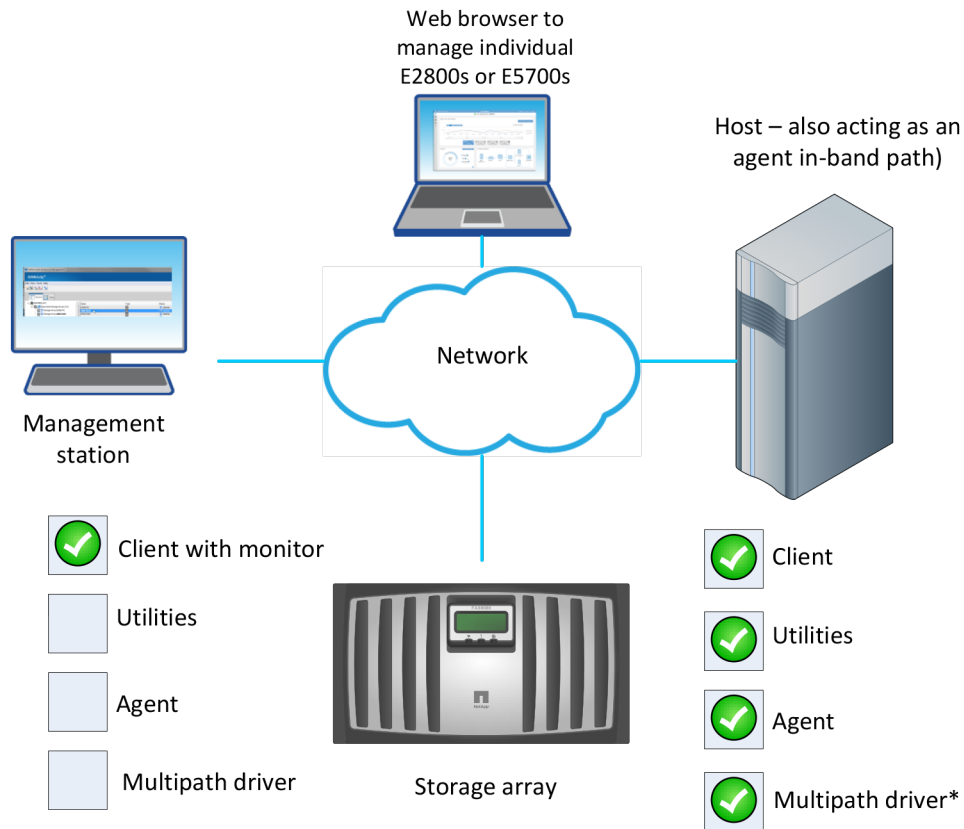 Web browser to
manage individual
E2800s or E5700s
Host – also acting as an
agent in-band path)
Network
Management
station
Client with monitor
Utilities
Agent
Multipath driver
NetApp
Storage array
Client
Utilities
Agent
Multipath driver*